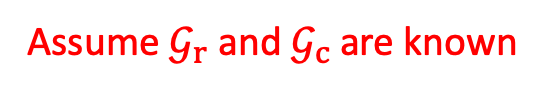 Assume 𝒢r and 𝒢c are known